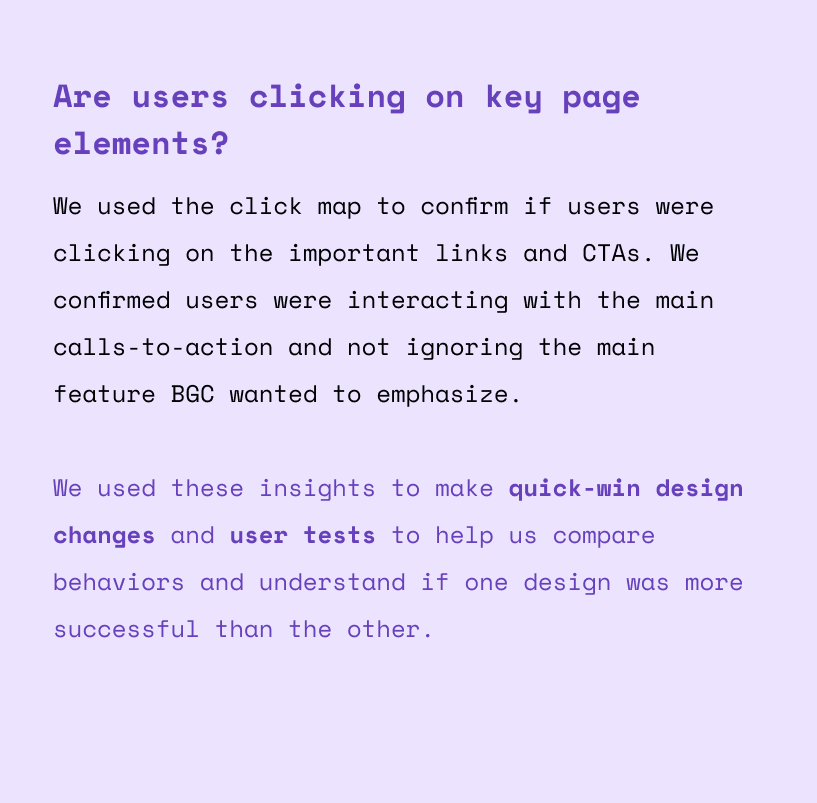 Are users clicking on key page
elements?
We used the click map to confirm if users were
clicking on the important links and CTAs. We
confirmed users were interacting with the main
calls-to-action and not ignoring the main
feature BGC wanted to emphasize.
We used these insights to make quick-win design
changes and user tests to help us compare
behaviors and understand if one design was more
successful than the other.